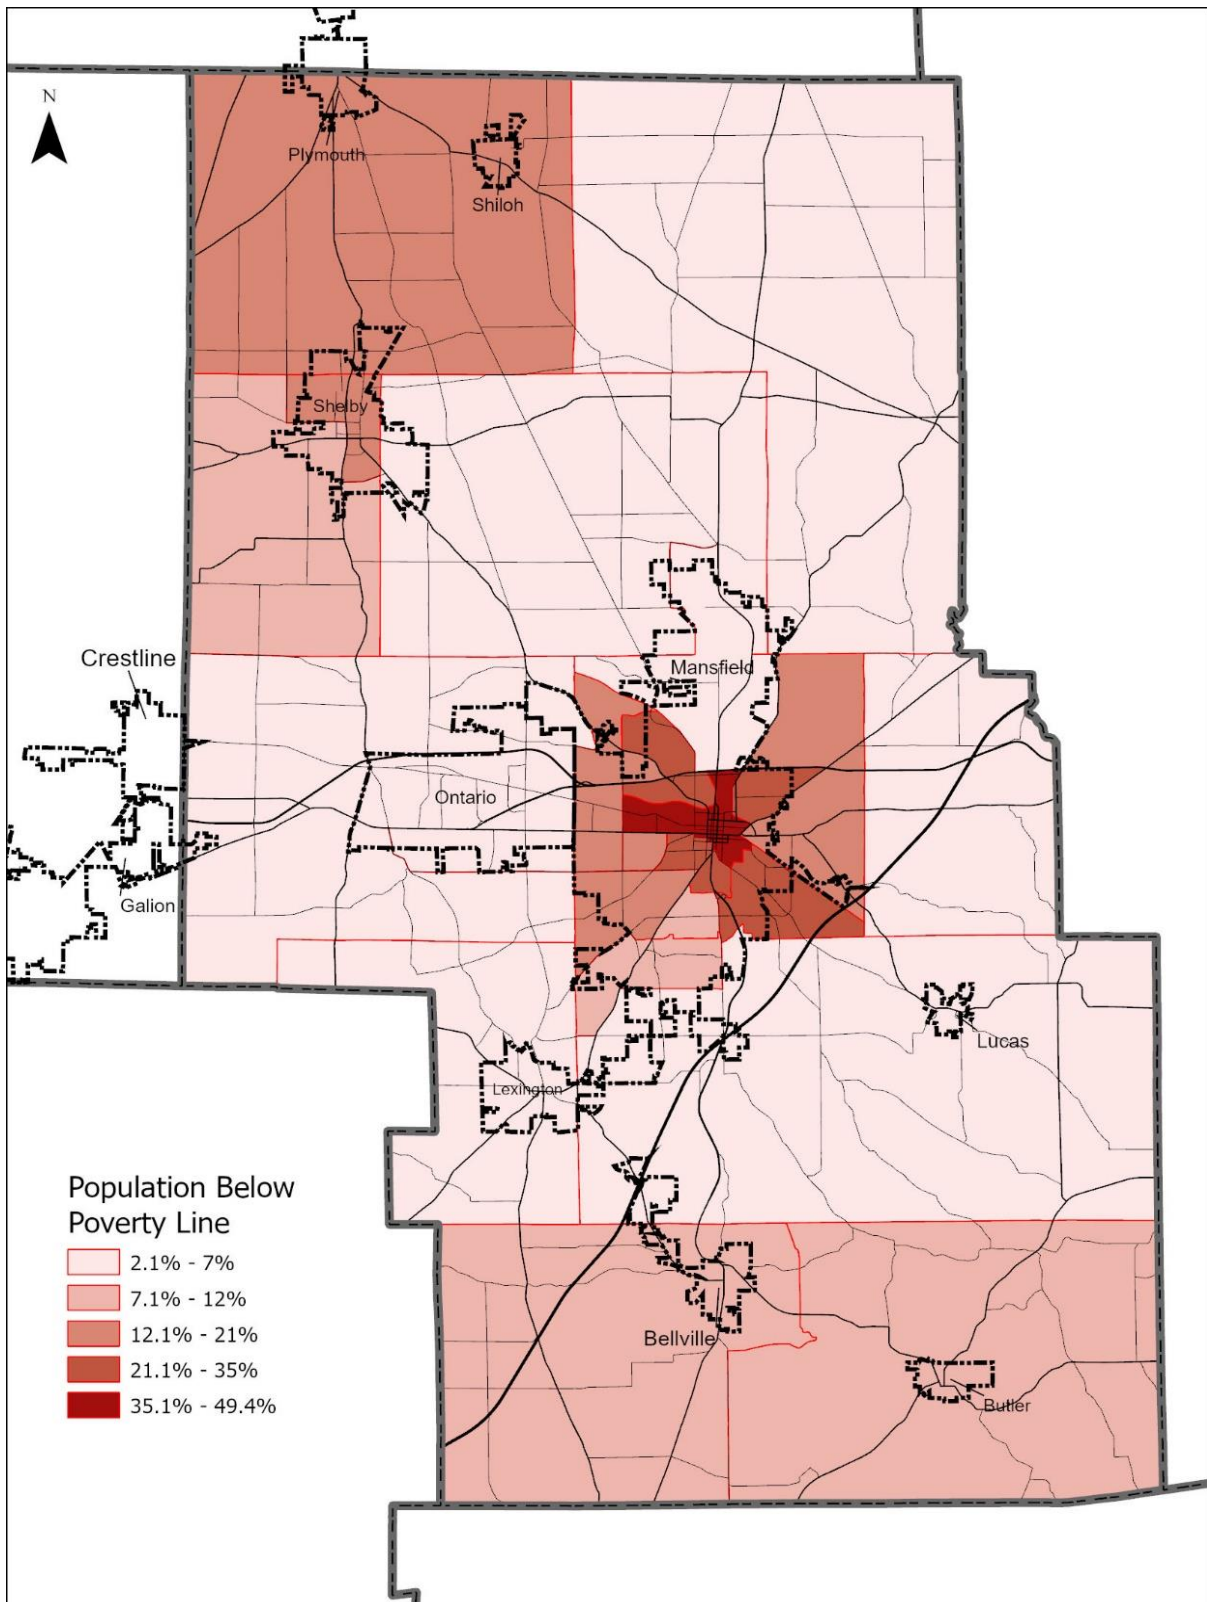 N
Plymouth
Shiloh
Shelby
Crestline
Mansfield
Ontario
Galion
Lucas
Lexington
Population Below
Poverty Line
2.1% - 7%
7.1% - 12%
12.1% - 21%
21.1% - 35%
35.1% - 49.4%
Bellville
Butler